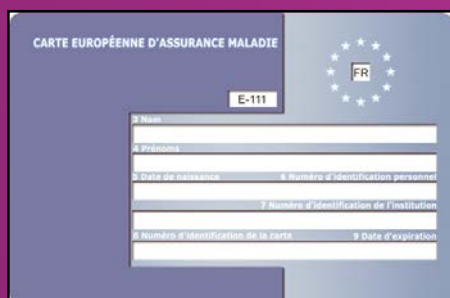 CARTE EUROPÉENNE D'ASSURANCE MALADIE
FR
E-111
3 Nom
4 Prénoms
5 Date de naissance 6 Numéro d'identification personnel
7 Numéro d'identification de l'institution
8 Numéro d'identification de la carte 9 Date d'expiration